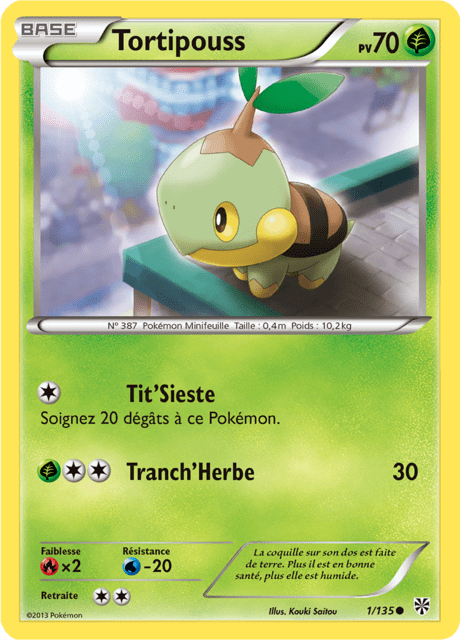 BASE Tortipouss PV70
N° 387 Pokémon Minifeuille Taille : 0,4m Poids : 10,2kg
Tit'Sieste
Soignez 20 dégâts à ce Pokémon.
Tranch'Herbe 30
Faiblesse Résistance
×2 -20
Retraite
La coquille sur son dos est faite
de terre. Plus il est en bonne
santé, plus elle est humide.
©2013 Pokémon Illus. Kouki Saitou 1/135